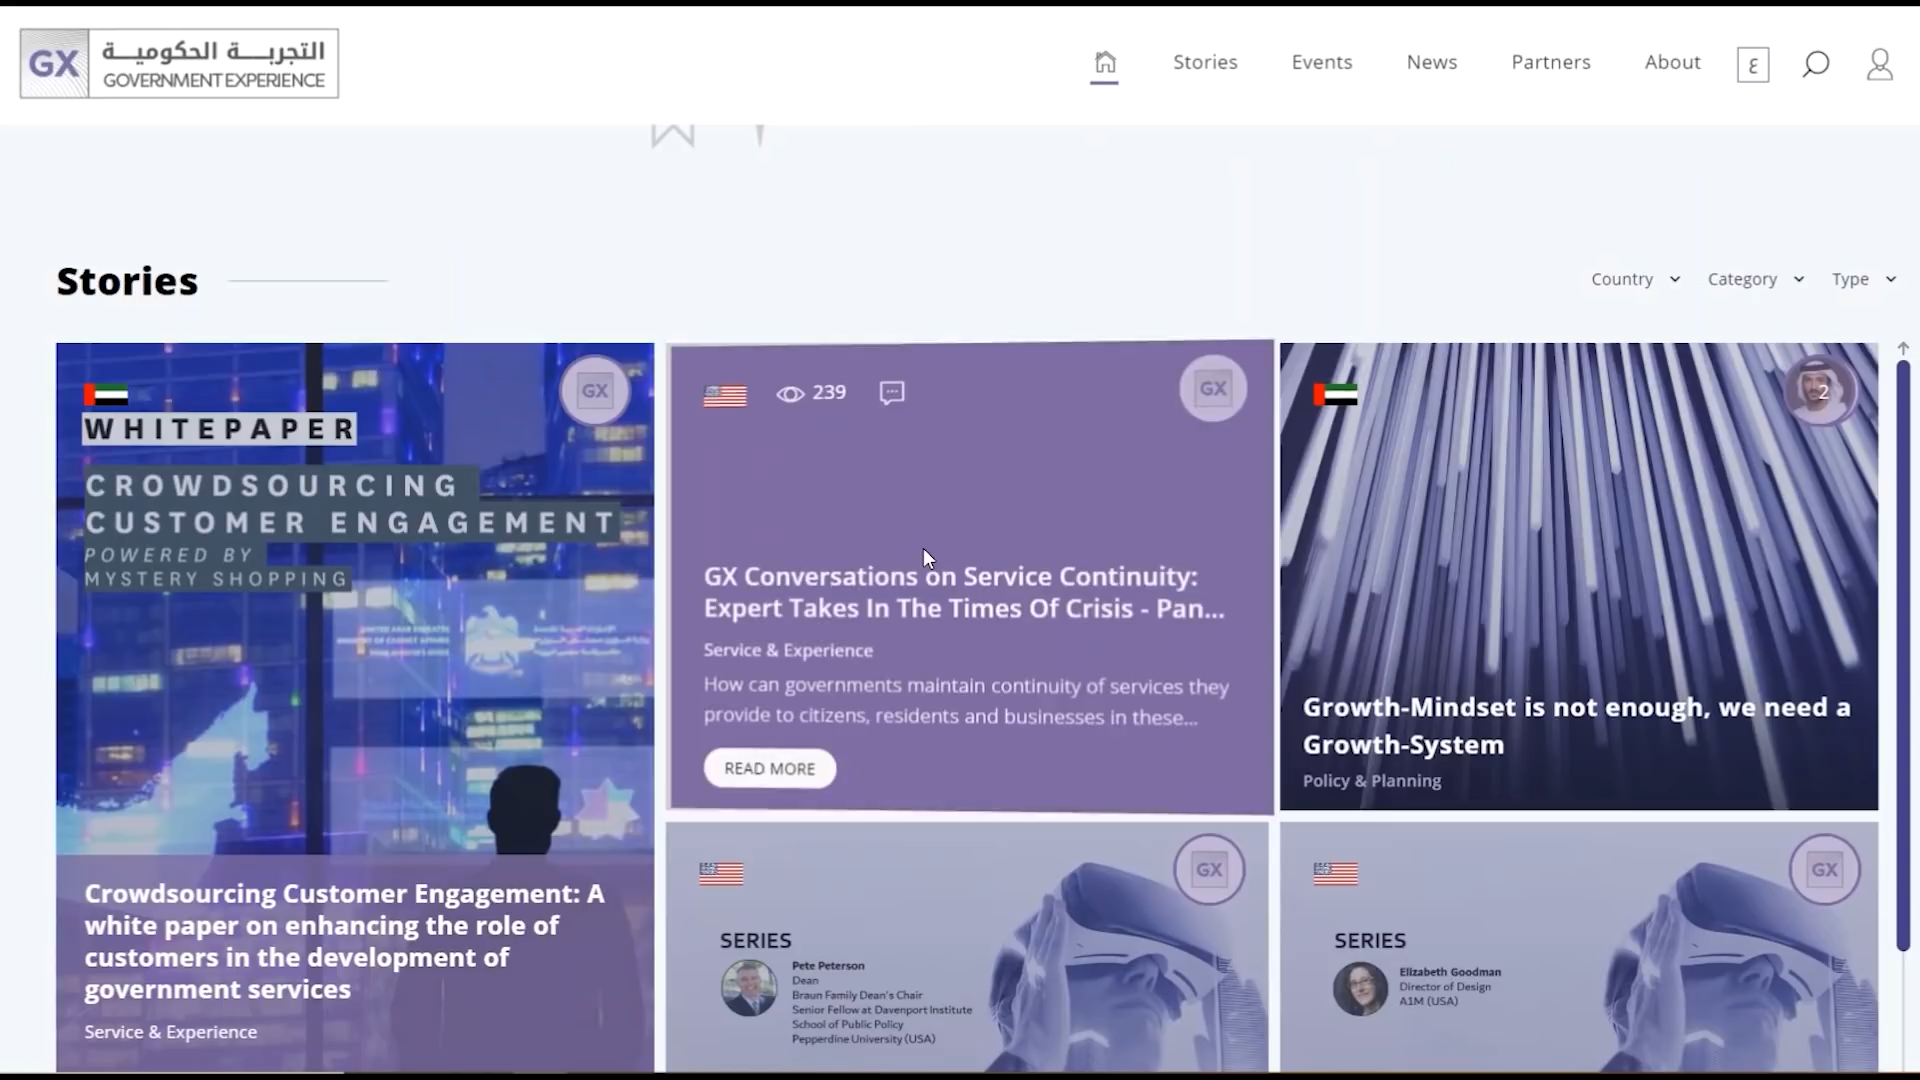 GX
التجربة الحكومية
GOVERNMENT EXPERIENCE
Stories
Events
News
Partners
About
ع
Stories
Country
Category
Type
WHITEPAPER
CROWDSOURCING
CUSTOMER ENGAGEMENT
POWERED BY
MYSTERY SHOPPING
GX
Crowdsourcing Customer Engagement: A
white paper on enhancing the role of
customers in the development of
government services
Service & Experience
239
GX
GX Conversations on Service Continuity:
Expert Takes In The Times Of Crisis - Pan...
Service & Experience
How can governments maintain continuity of services they
provide to citizens, residents and businesses in these...
READ MORE
2
Growth-Mindset is not enough, we need a
Growth-System
Policy & Planning
GX
SERIES
Pete Peterson
Dean
Braun Family Dean's Chair
Senior Fellow at Davenport Institute
School of Public Policy
Pepperdine University (USA)
GX
SERIES
Elizabeth Goodman
Director of Design
A1M (USA)